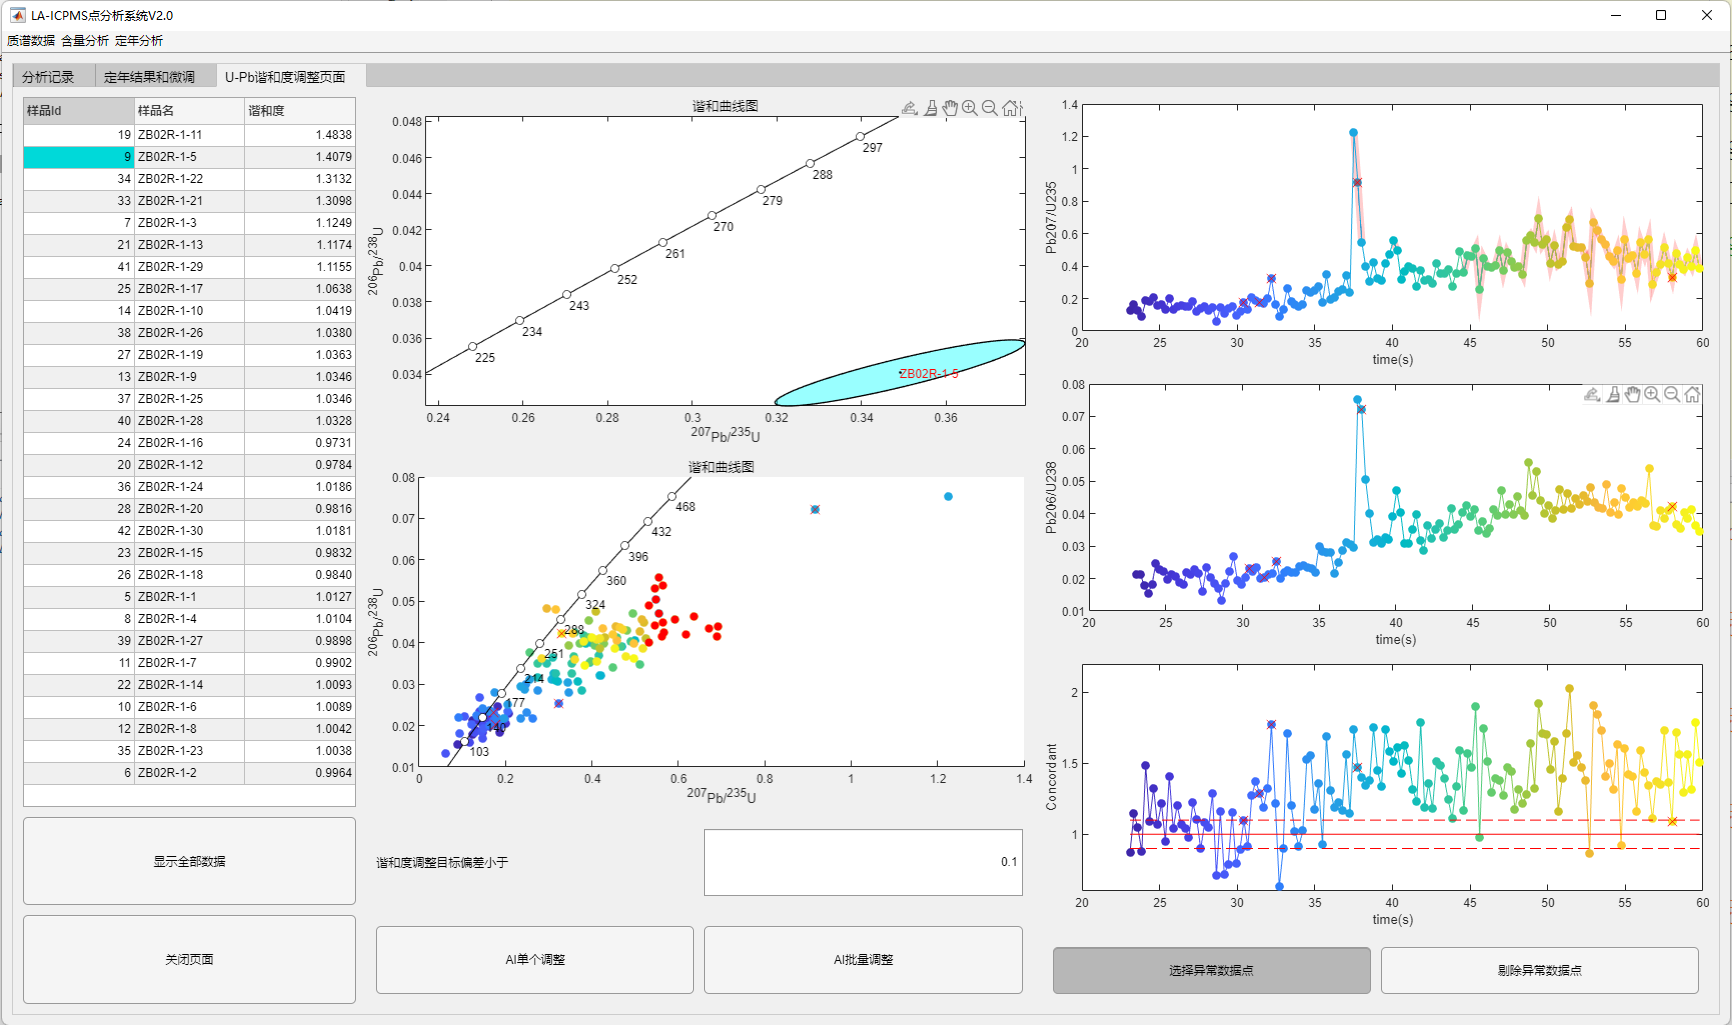 LA-ICPMS点分析系统V2.0
质谱数据 含量分析 定年分析
分析记录 定年结果和微调 U-Pb谐和度调整页面
样品Id 样品名 谐和度
19 ZB02R-1-11 1.4838
9 ZB02R-1-5 1.4079
34 ZB02R-1-22 1.3132
33 ZB02R-1-21 1.3098
7 ZB02R-1-3 1.1249
21 ZB02R-1-13 1.1174
41 ZB02R-1-29 1.1155
25 ZB02R-1-17 1.0638
14 ZB02R-1-10 1.0419
38 ZB02R-1-26 1.0380
27 ZB02R-1-19 1.0363
13 ZB02R-1-9 1.0346
37 ZB02R-1-25 1.0346
40 ZB02R-1-28 1.0328
24 ZB02R-1-16 0.9731
20 ZB02R-1-12 0.9784
36 ZB02R-1-24 1.0186
28 ZB02R-1-20 0.9816
42 ZB02R-1-30 1.0181
23 ZB02R-1-15 0.9832
26 ZB02R-1-18 0.9840
5 ZB02R-1-1 1.0127
8 ZB02R-1-4 1.0104
39 ZB02R-1-27 0.9898
11 ZB02R-1-7 0.9902
22 ZB02R-1-14 1.0093
10 ZB02R-1-6 1.0089
12 ZB02R-1-8 1.0042
35 ZB02R-1-23 1.0038
6 ZB02R-1-2 0.9964
显示全部数据
关闭页面
谐和曲线图
0.048
0.046
0.044
0.042
0.04
0.038
0.036
0.034
206Pb/238U
297
288
279
270
261
252
243
234
225
ZB02R-1-5
0.24 0.26 0.28 0.3 0.32 0.34 0.36
207Pb/235U
谐和曲线图
0.08
0.07
0.06
0.05
0.04
0.03
0.02
0.01
206Pb/238U
468
432
396
360
324
288
251
214
177
140
103
0 0.2 0.4 0.6 0.8 1 1.2 1.4
207Pb/235U
谐和度调整目标偏差小于 0.1
AI单个调整 AI批量调整
1.4
1.2
1
0.8
0.6
0.4
0.2
0
Pb207/U235
20 25 30 35 40 45 50 55 60
time(s)
0.08
0.07
0.06
0.05
0.04
0.03
0.02
0.01
Pb206/U238
20 25 30 35 40 45 50 55 60
time(s)
2
1.5
1
Concordant
20 25 30 35 40 45 50 55 60
time(s)
选择异常数据点 剔除异常数据点